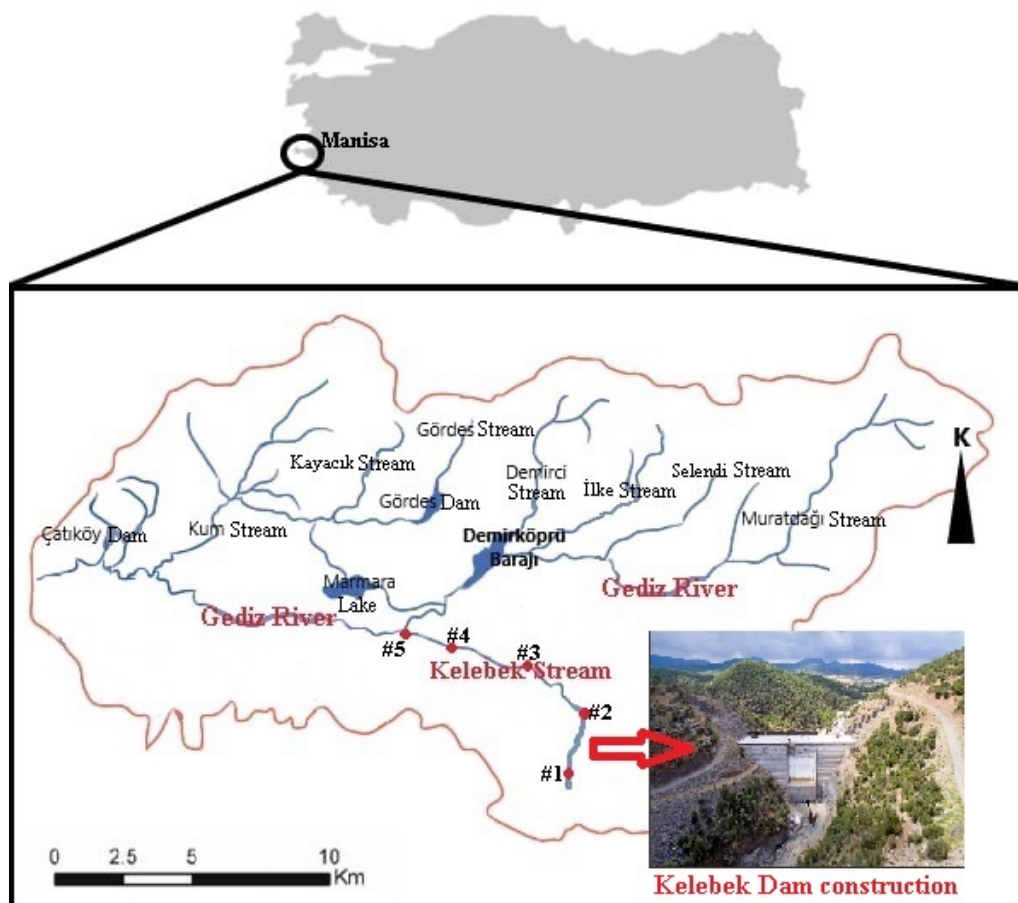 Manisa
Gördes Stream
K
Kayacık Stream
Demirci
Stream
Selendi Stream
İlke Stream
Gördes Dam
Çatıköy Dam
Kum Stream
Muratdağı Stream
Demirköprü
Barajı
Marmara
Lake
Gediz River
Gediz River
#5
#4
#3
Kelebek Stream
#2
#1
0 2.5 5 10
Km
Kelebek Dam construction